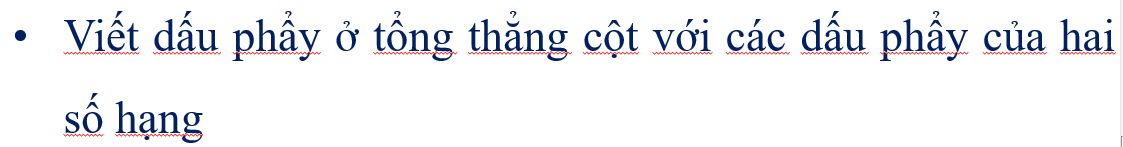 • Viết dấu phẩy ở tổng thẳng cột với các dấu phẩy của hai
số hạng